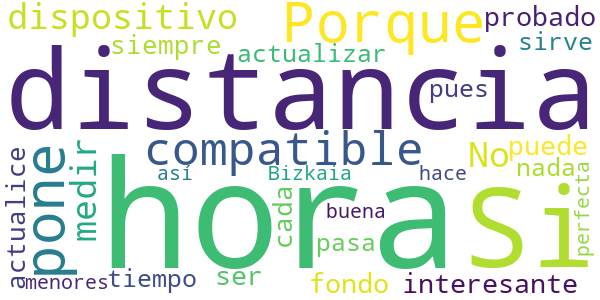 dispositivo
Porque
probado
siempre
actualizar
sirve
distancia
pues
compatible
No
puede
nada
pone
medir
actualice
así
Bizkaia
hace
hora
si
cada
buena
pasa
perfecta
menores
tiempo
ser
fondo
interesante